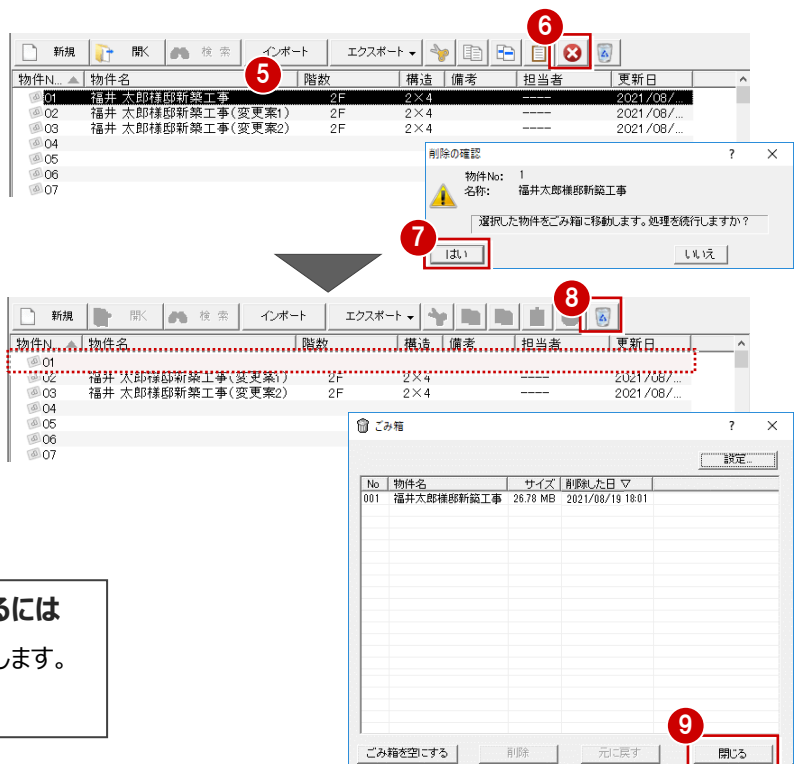 6
新規 開く 検 索 インポート エクスポート
5
物件N... 物件名 階数 構造 備考 担当者 更新日
01 福井 太郎様邸新築工事 2F 2×4 ---- 2021/08/...
02 福井 太郎様邸新築工事(変更案1) 2F 2×4 ---- 2021/08/...
03 福井 太郎様邸新築工事(変更案2) 2F 2×4 ---- 2021/08/...
04
05
06
07
削除の確認 ? ×
物件No: 1
名称: 福井太郎様邸新築工事
選択した物件をごみ箱に移動します。処理を続行しますか？
7
はい いいえ
8
新規 開く 検 索 インポート エクスポート
物件N... 物件名 階数 構造 備考 担当者 更新日
01
02 福井 太郎様邸新築工事(変更案1) 2F 2×4 ---- 2021/08/...
03 福井 太郎様邸新築工事(変更案2) 2F 2×4 ---- 2021/08/...
04
05
06
07
ごみ箱 ? ×
設定...
No 物件名 サイズ 削除した日 ▽
001 福井太郎様邸新築工事 26.78 MB 2021/08/19 18:01
るには
します。
9
ごみ箱を空にする 削除 元に戻す 閉じる